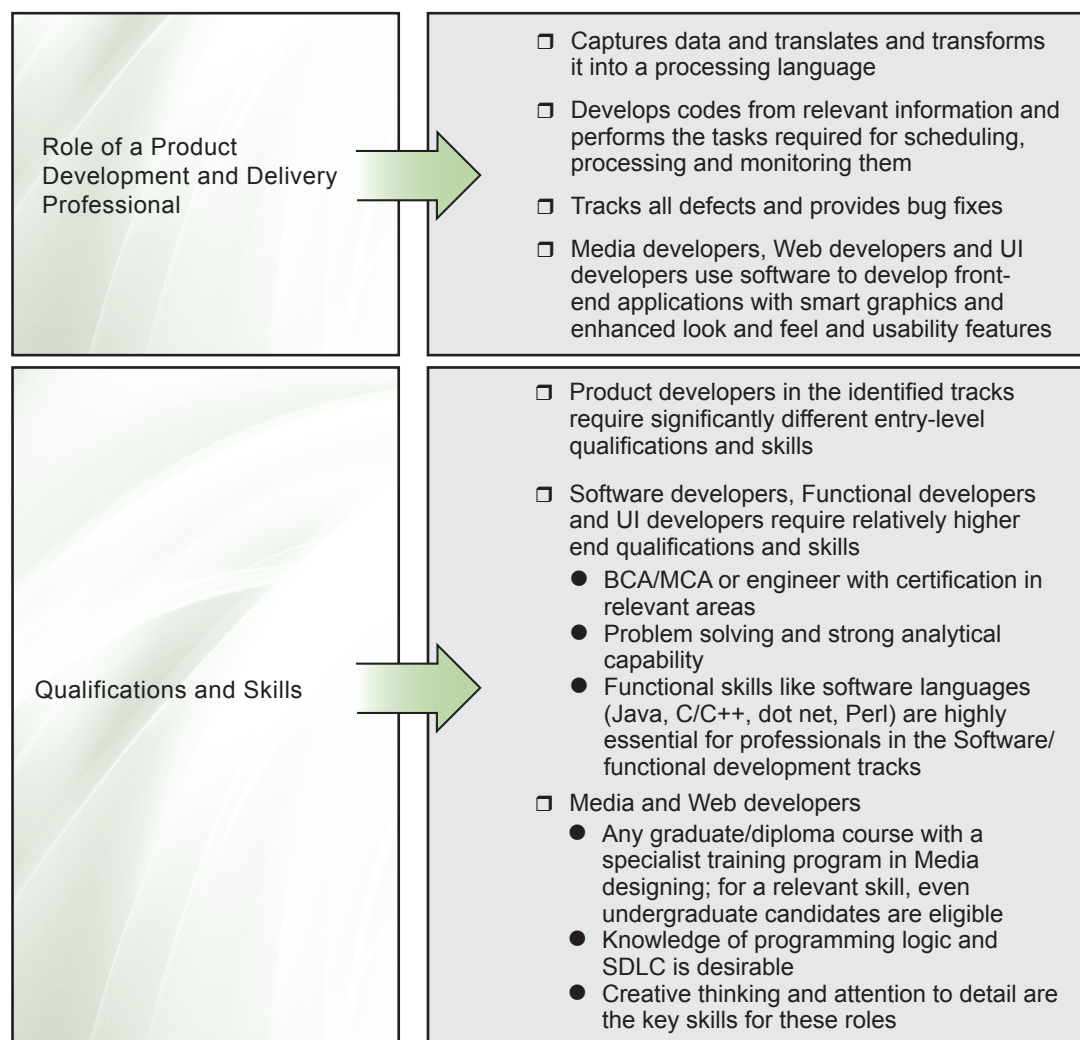 Role of a Product
Development and Delivery
Professional
❒ Captures data and translates and transforms
it into a processing language
❒ Develops codes from relevant information and
performs the tasks required for scheduling,
processing and monitoring them
❒ Tracks all defects and provides bug fixes
❒ Media developers, Web developers and UI
developers use software to develop front-
end applications with smart graphics and
enhanced look and feel and usability features
Qualifications and Skills
❒ Product developers in the identified tracks
require significantly different entry-level
qualifications and skills
❒ Software developers, Functional developers
and UI developers require relatively higher
end qualifications and skills
● BCA/MCA or engineer with certification in
relevant areas
● Problem solving and strong analytical
capability
● Functional skills like software languages
(Java, C/C++, dot net, Perl) are highly
essential for professionals in the Software/
functional development tracks
❒ Media and Web developers
● Any graduate/diploma course with a
specialist training program in Media
designing; for a relevant skill, even
undergraduate candidates are eligible
● Knowledge of programming logic and
SDLC is desirable
● Creative thinking and attention to detail are
the key skills for these roles